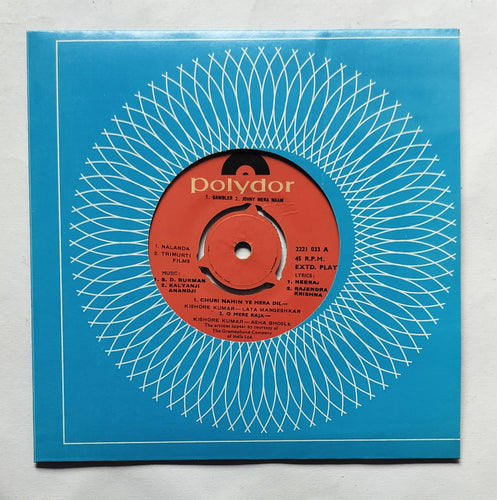 polydor
1. GAMBLER 2. JOHNY MERA NAAM
1. NALANDA
2. TRIMURTI
FILMS
2221 033 A
45 R.P.M.
EXTD. PLAY
MUSIC:
1. S. D. BURMAN
2. KALYANJI
ANANDJI
LYRICS:
1. NEERAJ
2. RAJENDRA
KRISHNA
1. CHURI NAHIN YE MERA DIL—
KISHORE KUMAR—LATA MANGESHKAR
2. O MERE RAJA—
KISHORE KUMAR—ASHA BHOSLE
The artistes appear by courtesy of
The Gramophone Company
of India Ltd.